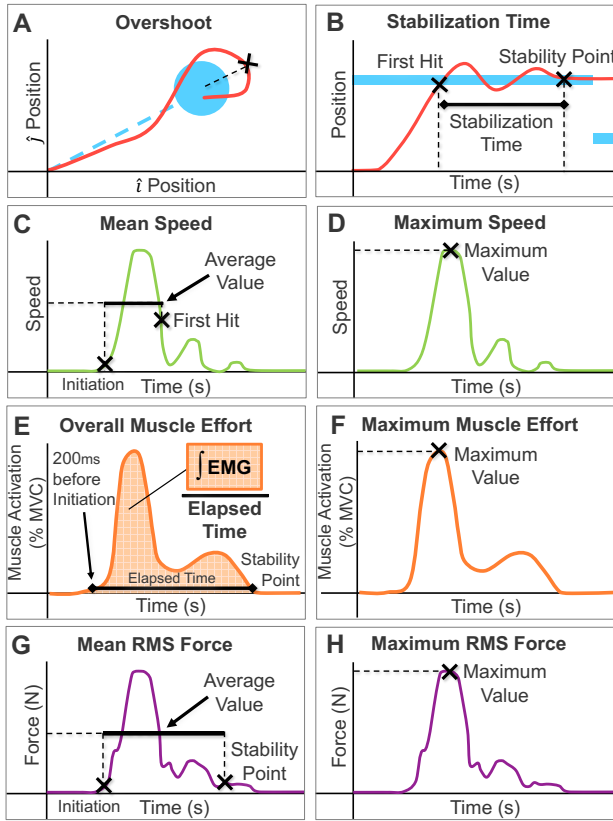 A Overshoot
ĵ Position
î Position
B Stabilization Time
First Hit
Stability Point
Position
Stabilization
Time
Time (s)
C Mean Speed
Average
Value
First Hit
Speed
Initiation
Time (s)
D Maximum Speed
Maximum
Value
Speed
Time (s)
E Overall Muscle Effort
200ms
before
Initiation
∫ EMG
Elapsed
Time
Stability
Point
Elapsed Time
Muscle Activation
(% MVC)
Time (s)
F Maximum Muscle Effort
Maximum
Value
Muscle Activation
(% MVC)
Time (s)
G Mean RMS Force
Average
Value
Stability
Point
Force (N)
Initiation
Time (s)
H Maximum RMS Force
Maximum
Value
Force (N)
Time (s)